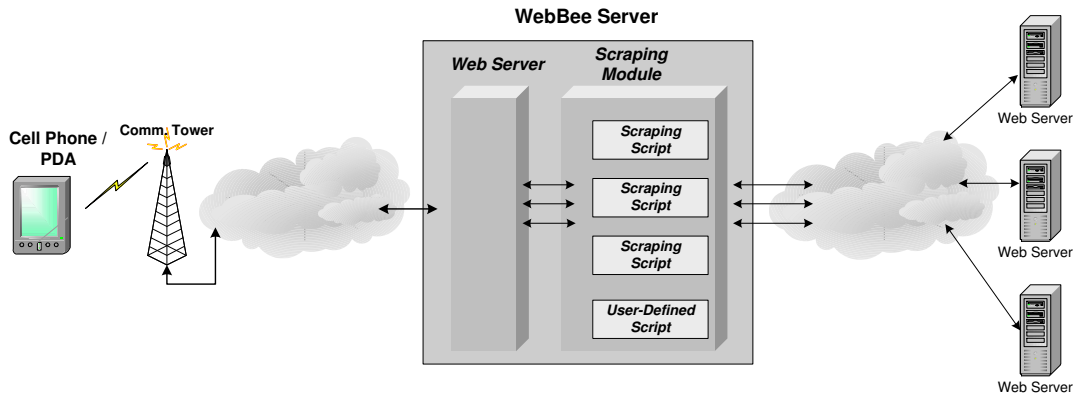 WebBee Server
Web Server
Scraping
Module
Cell Phone /
PDA
Comm. Tower
Scraping
Script
Scraping
Script
Scraping
Script
User-Defined
Script
Web Server
Web Server
Web Server